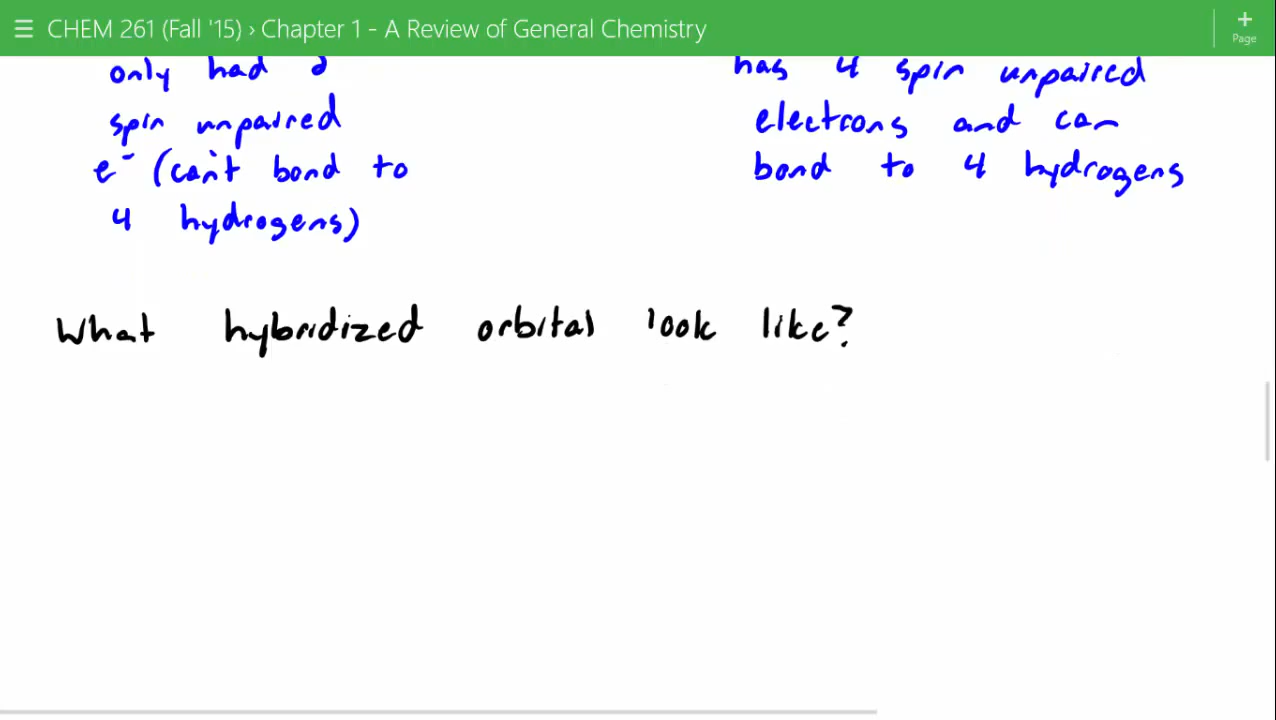 CHEM 261 (Fall '15) › Chapter 1 - A Review of General Chemistry
+
Page
only had 2
spin unpaired
e⁻ (can't bond to
4 hydrogens)
has 4 spin unpaired
electrons and can
bond to 4 hydrogens
What hybridized orbital look like?